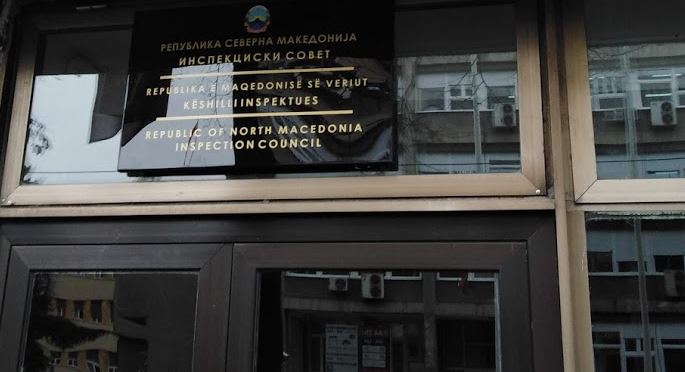 РЕПУБЛИКА СЕВЕРНА МАКЕДОНИЈА
ИНСПЕКЦИСКИ СОВЕТ
REPUBLIKA E MAQEDONISË SË VERIUT
KËSHILLI INSPEKTUES
REPUBLIC OF NORTH MACEDONIA
INSPECTION COUNCIL